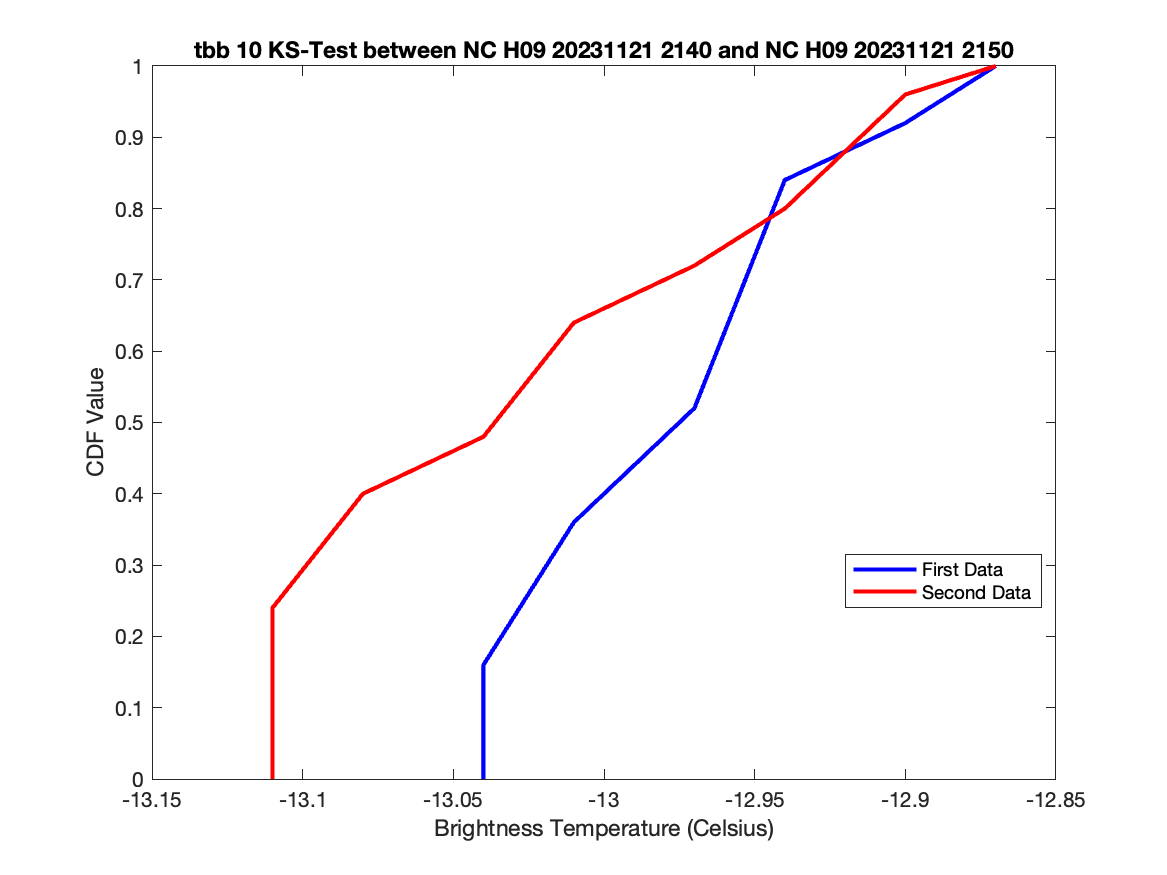 tbb 10 KS-Test between NC H09 20231121 2140 and NC H09 20231121 2150
1
0.9
0.8
0.7
0.6
0.5
0.4
0.3
0.2
0.1
0
CDF Value
First Data
Second Data
-13.15 -13.1 -13.05 -13 -12.95 -12.9 -12.85
Brightness Temperature (Celsius)